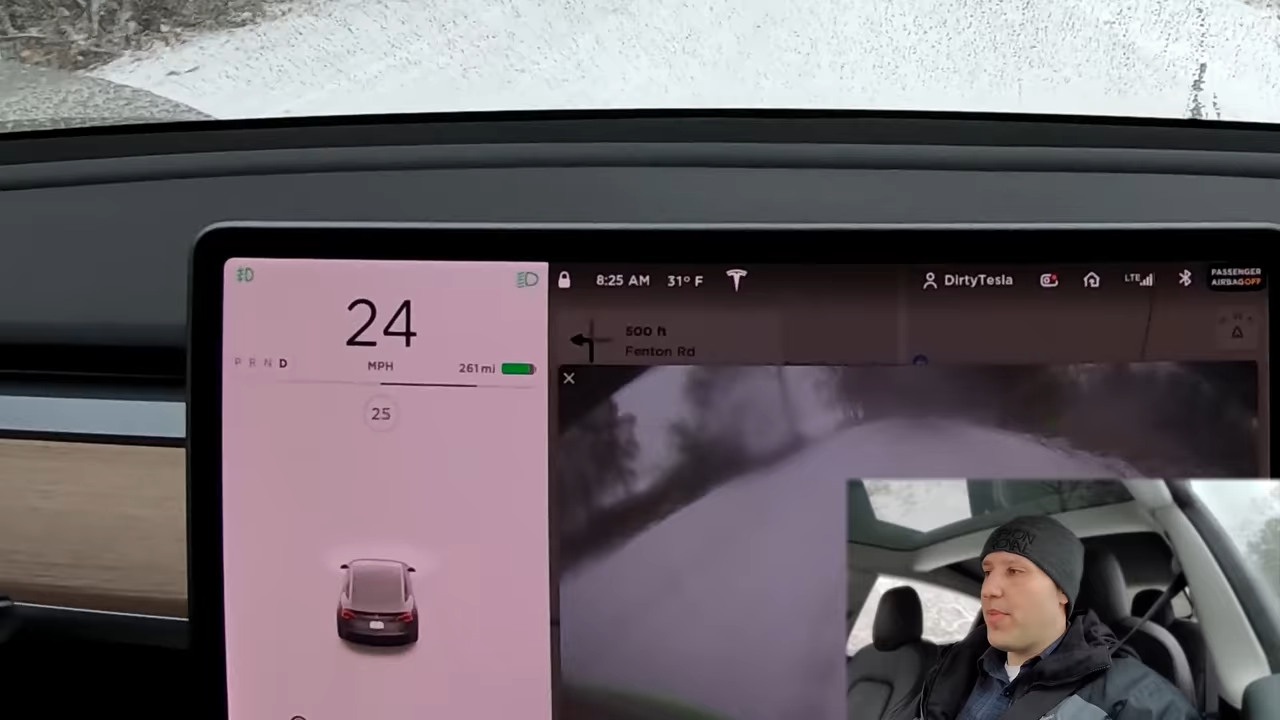 8:25 AM 31° F
DirtyTesla
LTE
PASSENGER
AIRBAG OFF
24
MPH
P R N D
261 mi
25
500 ft
Fenton Rd